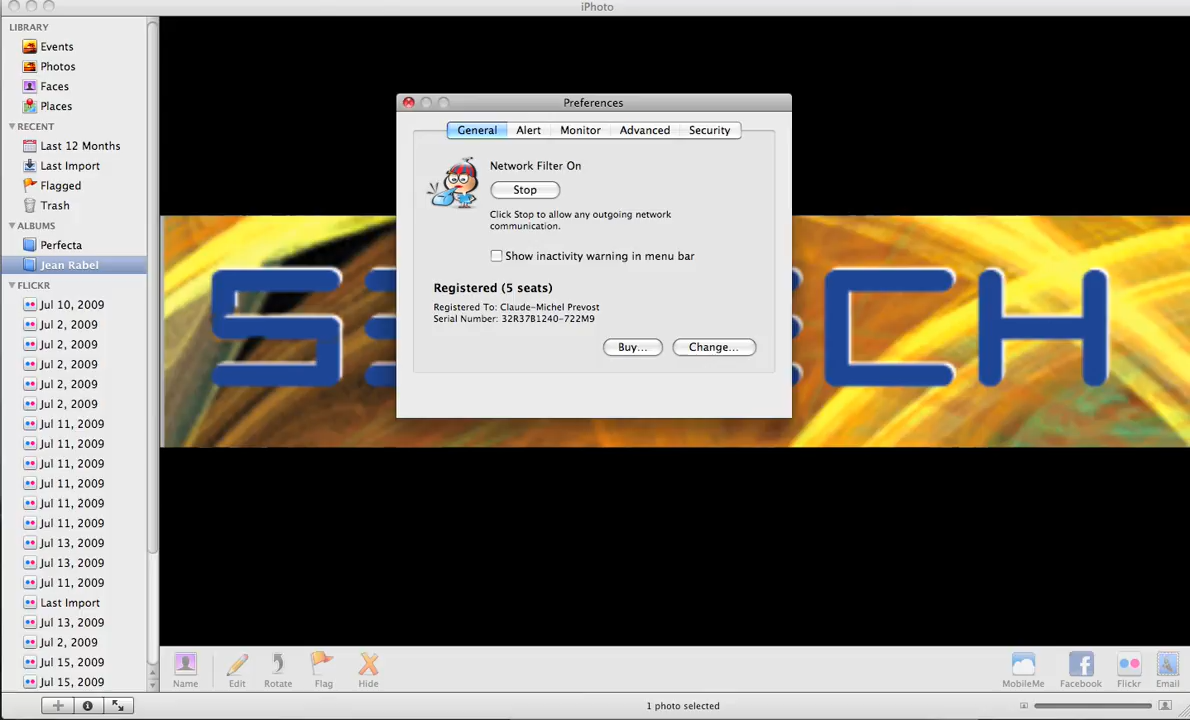 iPhoto
LIBRARY
Events
Photos
Faces
Places
RECENT
Last 12 Months
Last Import
Flagged
Trash
ALBUMS
Perfecta
Jean Rabel
FLICKR
Jul 10, 2009
Jul 2, 2009
Jul 2, 2009
Jul 2, 2009
Jul 2, 2009
Jul 2, 2009
Jul 11, 2009
Jul 11, 2009
Jul 11, 2009
Jul 11, 2009
Jul 11, 2009
Jul 11, 2009
Jul 13, 2009
Jul 13, 2009
Jul 11, 2009
Last Import
Jul 13, 2009
Jul 2, 2009
Jul 15, 2009
Jul 15, 2009
Preferences
General Alert Monitor Advanced Security
Network Filter On
Stop
Click Stop to allow any outgoing network
communication.
Show inactivity warning in menu bar
Registered (5 seats)
Registered To: Claude-Michel Prevost
Serial Number: 32R37B1240-722M9
Buy... Change...
Name Edit Rotate Flag Hide MobileMe Facebook Flickr Email
1 photo selected